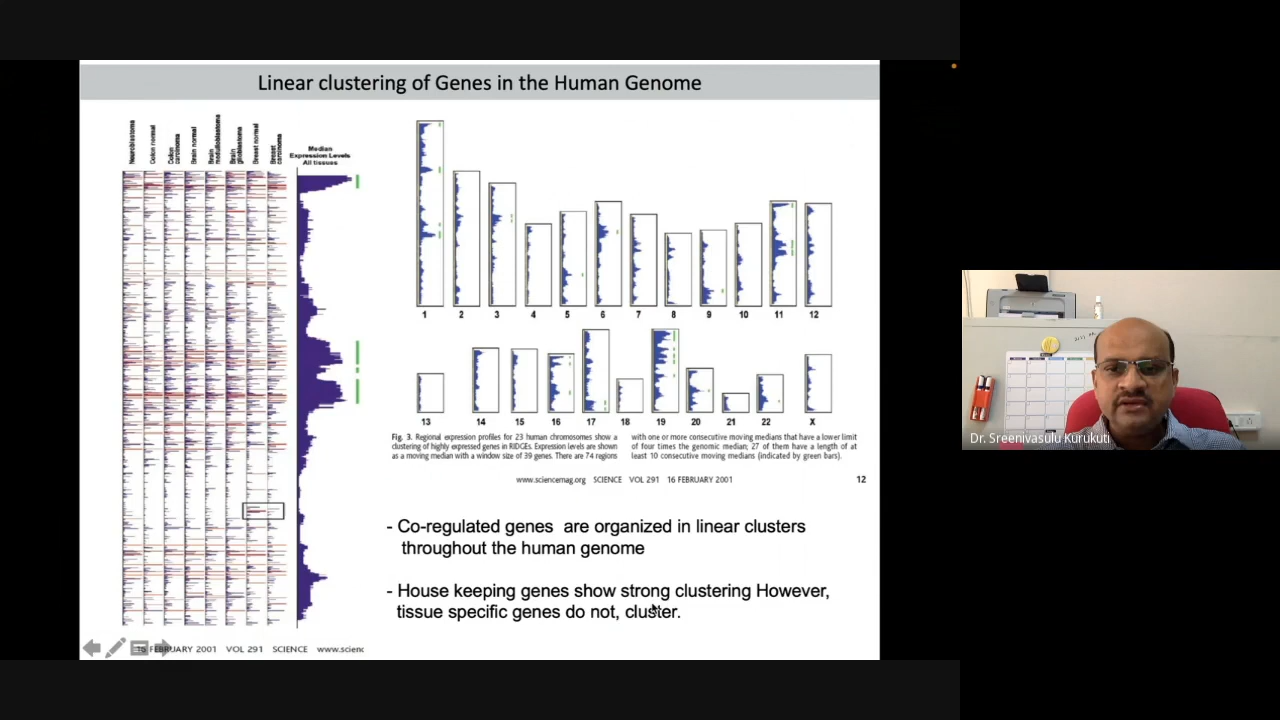 Linear clustering of Genes in the Human Genome
Neuroblastoma
Colon normal
Colon
carcinoma
Brain normal
Brain
medulloblastoma
Brain
glioblastoma
Breast normal
Breast
carcinoma
Median
Expression Levels
All tissues
1 2 3 4 5 6 7 8 9 10 11 12
13 14 15 16 17 18 19 20 21 22 X
Fig. 3. Regional expression profiles for 23 human chromosomes show a
clustering of highly expressed genes in RIDGEs. Expression levels are shown
as a moving median with a window size of 39 genes. There are 74 regions
with one or more consecutive moving medians that have a lower limit
of four times the genomic median; 27 of them have a length of at
least 10 consecutive moving medians (indicated by green bars).
www.sciencemag.org SCIENCE VOL 291 16 FEBRUARY 2001
12
- Co-regulated genes are organized in linear clusters
throughout the human genome
- House keeping genes show strong clustering However,
tissue specific genes do not, cluster.
16 FEBRUARY 2001 VOL 291 SCIENCE www.scienc
Dr. Sreenivasulu Kurukuti